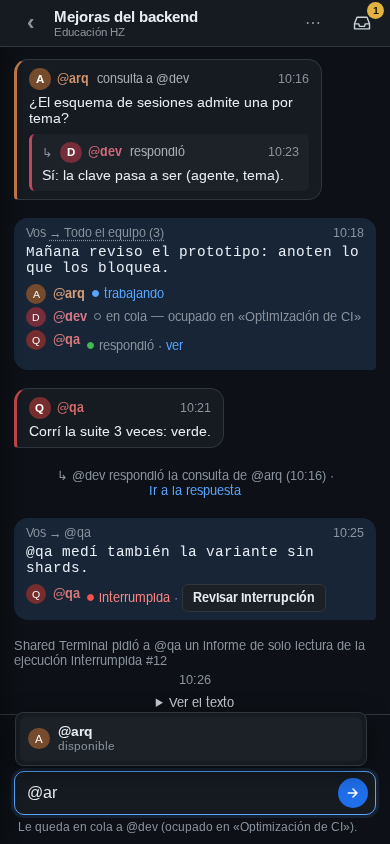 ‹ Mejoras del backend ··· 1
Educación HZ
A @arq consulta a @dev 10:16
¿El esquema de sesiones admite una por
tema?
↳ D @dev respondió 10:23
Sí: la clave pasa a ser (agente, tema).
Vos → Todo el equipo (3) 10:18
Mañana reviso el prototipo: anoten lo
que los bloquea.
A @arq trabajando
D @dev en cola — ocupado en «Optimización de CI»
Q @qa respondió · ver
Q @qa 10:21
Corrí la suite 3 veces: verde.
↳ @dev respondió la consulta de @arq (10:16) ·
Ir a la respuesta
Vos → @qa 10:25
@qa medí también la variante sin
shards.
Q @qa Interrumpida · Revisar interrupción
Shared Terminal pidió a @qa un informe de solo lectura de la
ejecución interrumpida #12
10:26
▶ Ver el texto
A @arq
disponible
@ar
Le queda en cola a @dev (ocupado en «Optimización de CI»).